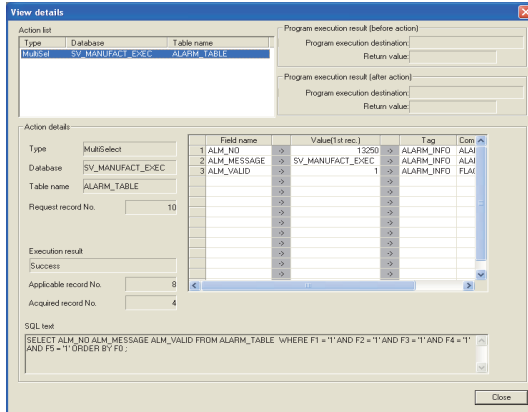 View details
Action list
Type Database Table name
MultiSel SV_MANUFACT_EXEC ALARM_TABLE
Program execution result (before action)
Program execution destination:
Return value:
Program execution result (after action)
Program execution destination:
Return value:
Action details
Type MultiSelect
Database SV_MANUFACT_EXEC
Table name ALARM_TABLE
Request record No. 10
Execution result
Success
Applicable record No. 8
Acquired record No. 4
Field name Value(1st rec.) Tag Com
1 ALM_NO -> 13250 -> ALARM_INFO ALAI
2 ALM_MESSAGE -> SV_MANUFACT_EXEC -> ALARM_INFO ALAI
3 ALM_VALID -> 1 -> ALARM_INFO FLAG
-> ->
-> ->
-> ->
-> ->
-> ->
-> ->
-> ->
-> ->
SQL text
SELECT ALM_NO ALM_MESSAGE ALM_VALID FROM ALARM_TABLE WHERE F1 = '1' AND F2 = '1' AND F3 = '1' AND F4 = '1'
AND F5 = '1' ORDER BY F0 ;
Close